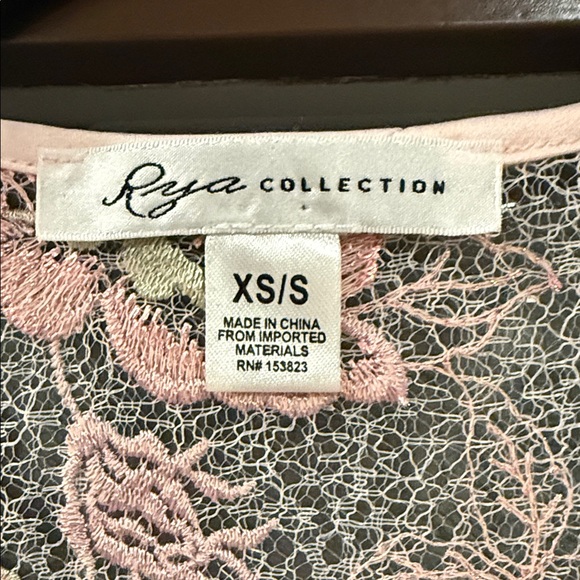 Rya COLLECTION
XS/S
MADE IN CHINA
FROM IMPORTED
MATERIALS
RN# 153823